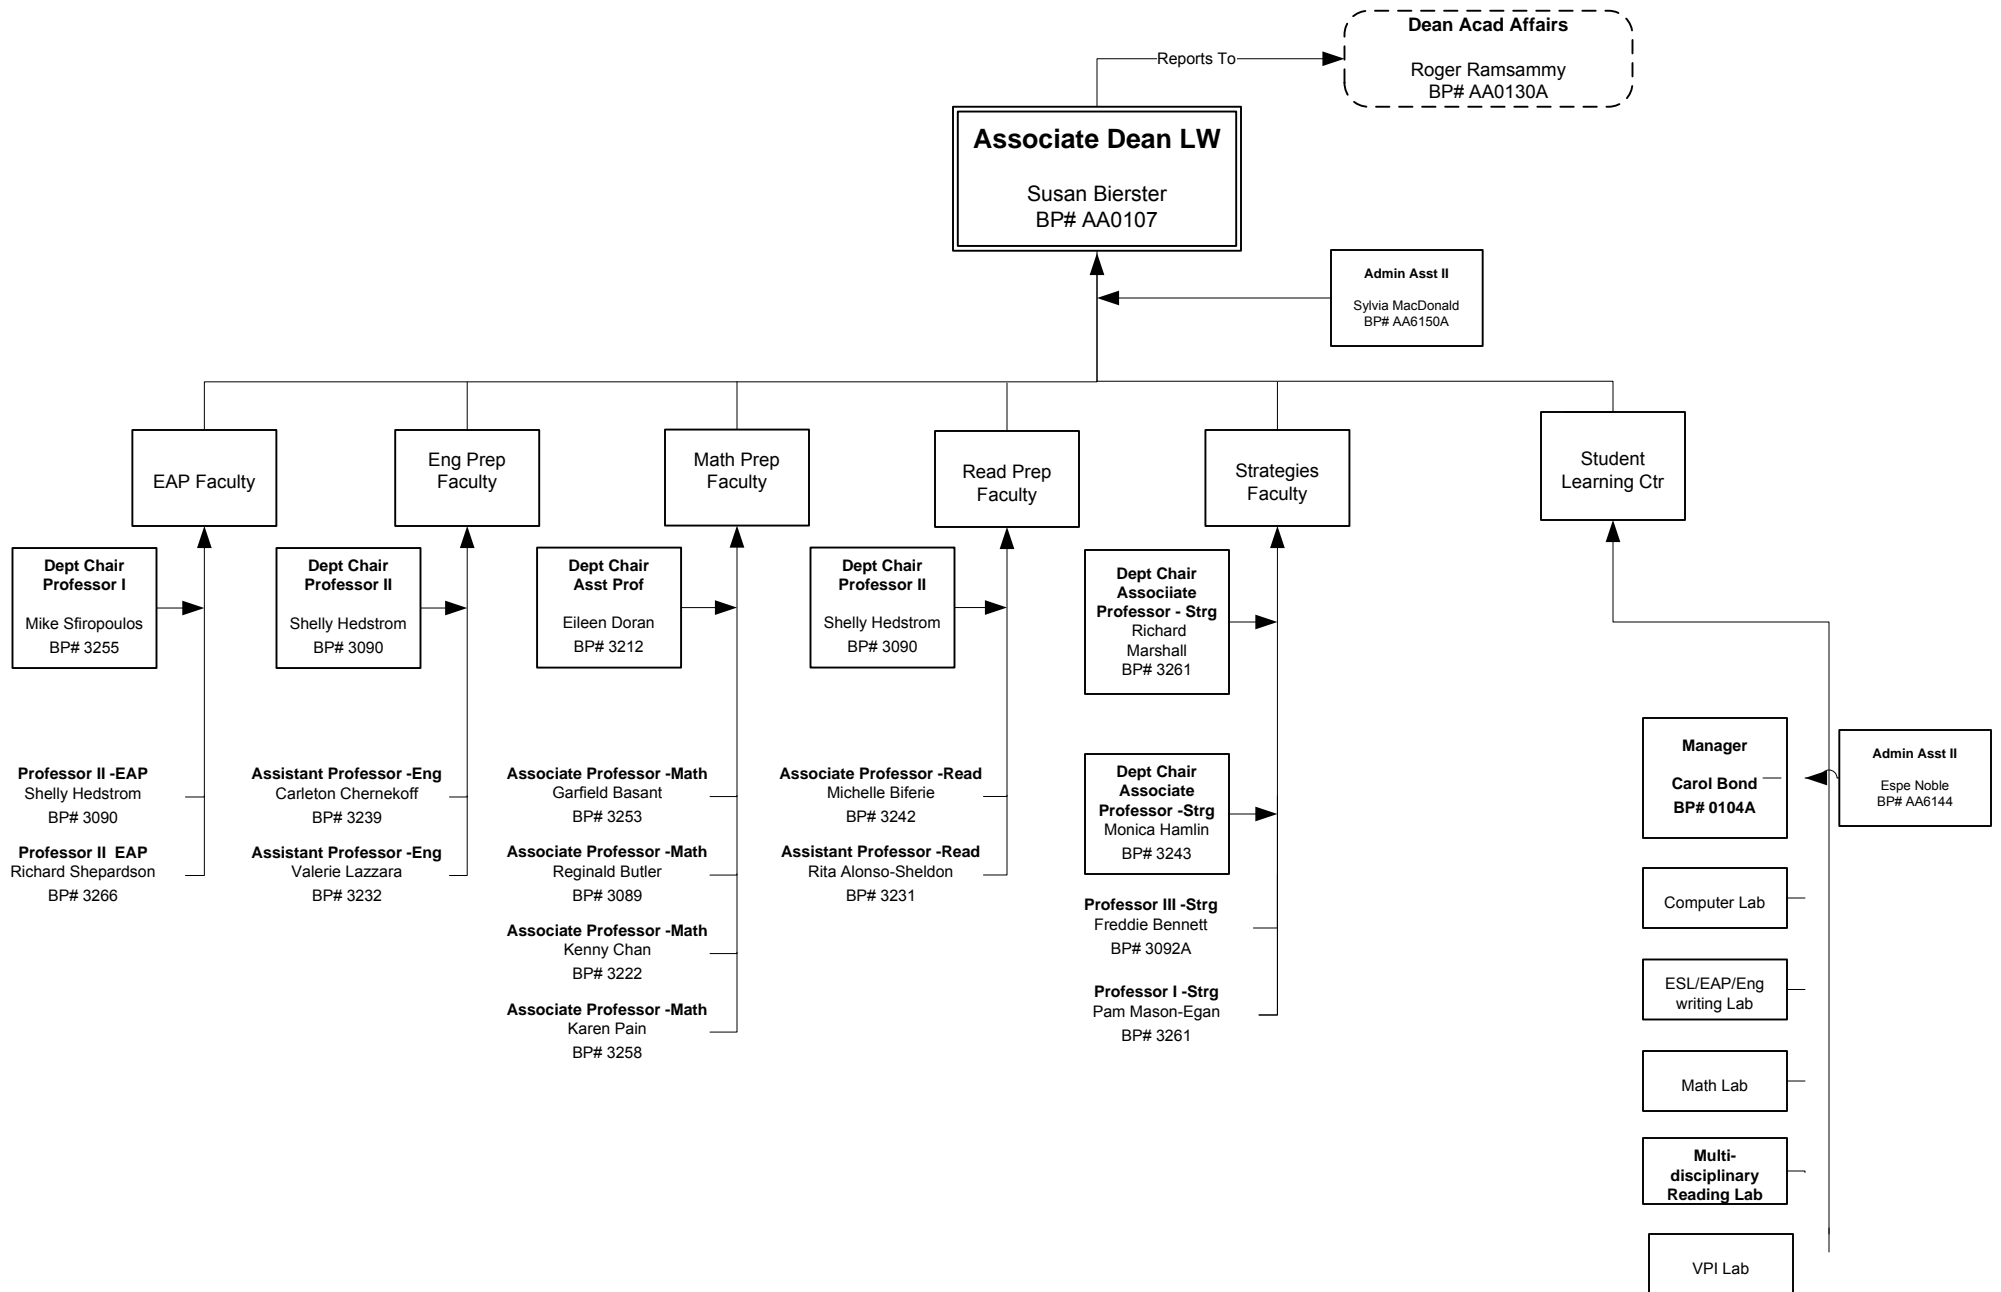 Dean Acad Affairs
Roger Ramsammy
BP# AA0130A
Reports To
Associate Dean LW
Susan Bierster
BP# AA0107
Admin Asst II
Sylvia MacDonald
BP# AA6150A
EAP Faculty
Eng Prep
Faculty
Math Prep
Faculty
Read Prep
Faculty
Strategies
Faculty
Student
Learning Ctr
Dept Chair
Professor I
Mike Sfiropoulos
BP# 3255
Professor II -EAP
Shelly Hedstrom
BP# 3090
Professor II  EAP
Richard Shepardson
BP# 3266
Dept Chair
Professor II
Shelly Hedstrom
BP# 3090
Assistant Professor -Eng
Carleton Chernekoff
BP# 3239
Assistant Professor -Eng
Valerie Lazzara
BP# 3232
Dept Chair
Asst Prof
Eileen Doran
BP# 3212
Associate Professor -Math
Garfield Basant
BP# 3253
Associate Professor -Math
Reginald Butler
BP# 3089
Associate Professor -Math
Kenny Chan
BP# 3222
Associate Professor -Math
Karen Pain
BP# 3258
Dept Chair
Professor II
Shelly Hedstrom
BP# 3090
Associate Professor -Read
Michelle Biferie
BP# 3242
Assistant Professor -Read
Rita Alonso-Sheldon
BP# 3231
Dept Chair
Associiate
Professor - Strg
Richard
Marshall
BP# 3261
Dept Chair
Associate
Professor -Strg
Monica Hamlin
BP# 3243
Professor III -Strg
Freddie Bennett
BP# 3092A
Professor I -Strg
Pam Mason-Egan
BP# 3261
Manager
Carol Bond
BP# 0104A
Admin Asst II
Espe Noble
BP# AA6144
Computer Lab
ESL/EAP/Eng
writing Lab
Math Lab
Multi-
disciplinary
Reading Lab
VPI Lab